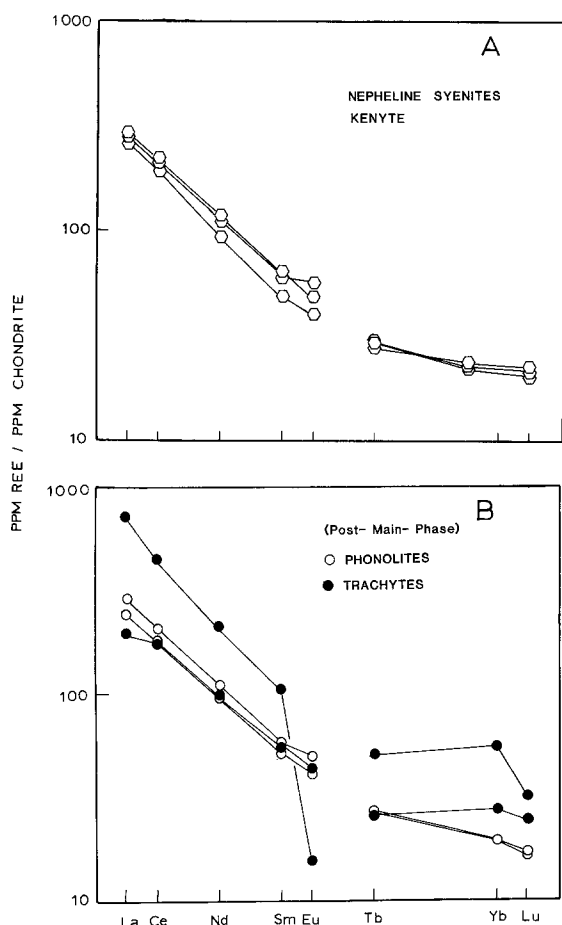 1000
A
NEPHELINE SYENITES
KENYTE
100
10
PPM REE / PPM CHONDRITE
1000
B
(Post- Main- Phase)
PHONOLITES
TRACHYTES
100
10
La Ce Nd Sm Eu Tb Yb Lu